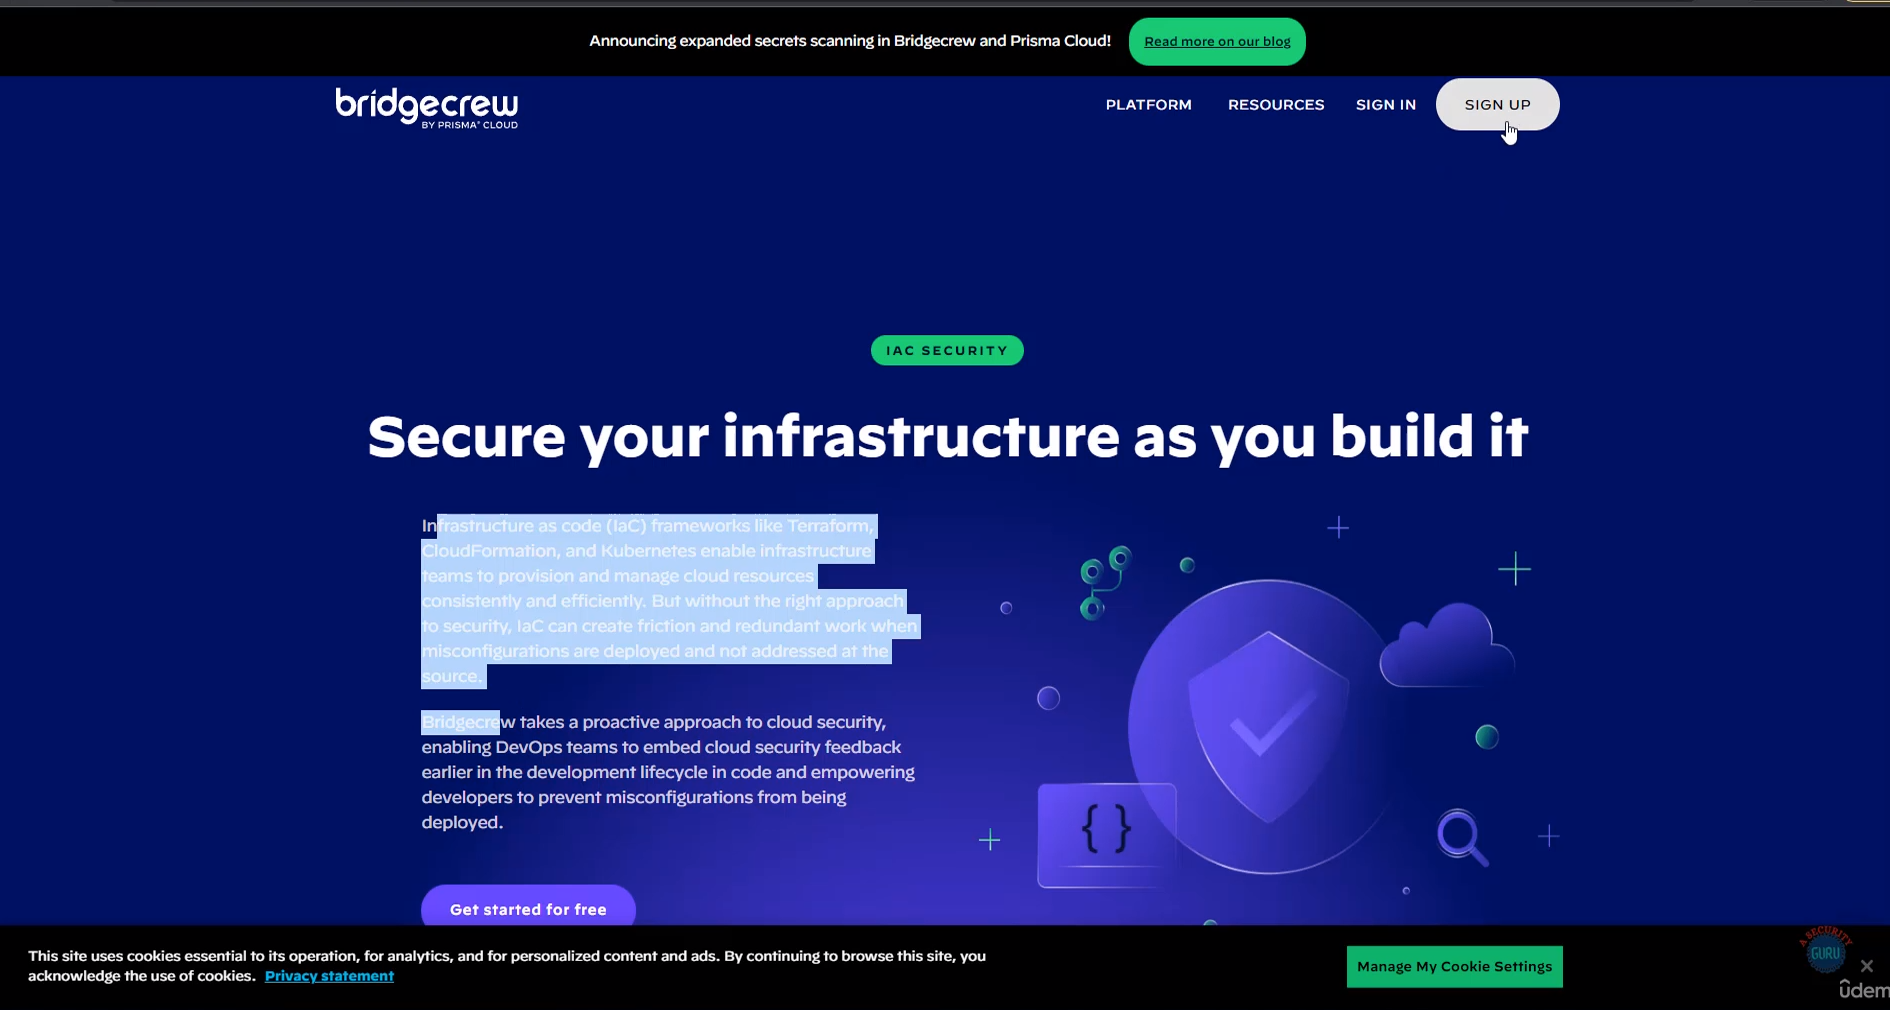 Announcing expanded secrets scanning in Bridgecrew and Prisma Cloud! Read more on our blog
bridgecrew
BY PRISMA® CLOUD
PLATFORM RESOURCES SIGN IN SIGN UP
IAC SECURITY
Secure your infrastructure as you build it
Infrastructure as code (IaC) frameworks like Terraform,
CloudFormation, and Kubernetes enable infrastructure
teams to provision and manage cloud resources
consistently and efficiently. But without the right approach
to security, IaC can create friction and redundant work when
misconfigurations are deployed and not addressed at the
source.
Bridgecrew takes a proactive approach to cloud security,
enabling DevOps teams to embed cloud security feedback
earlier in the development lifecycle in code and empowering
developers to prevent misconfigurations from being
deployed.
{ }
Get started for free
This site uses cookies essential to its operation, for analytics, and for personalized content and ads. By continuing to browse this site, you
acknowledge the use of cookies. Privacy statement
Manage My Cookie Settings
A SECURITY
GURU
ûdem